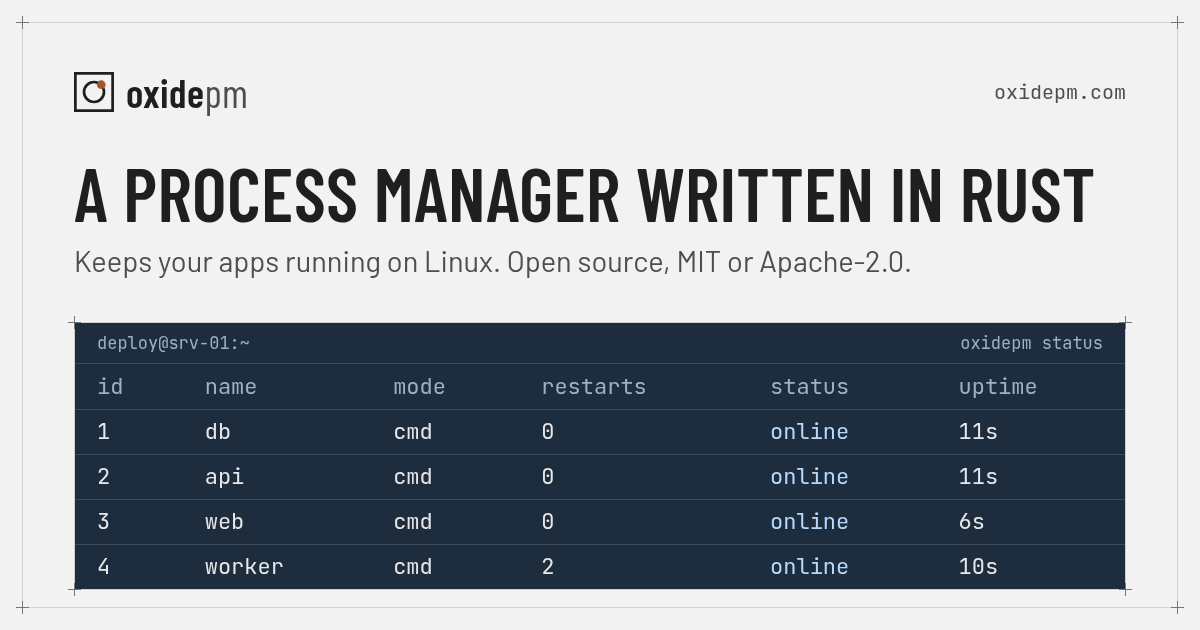 oxidepm
oxidepm.com
A PROCESS MANAGER WRITTEN IN RUST
Keeps your apps running on Linux. Open source, MIT or Apache-2.0.
deploy@srv-01:~ oxidepm status
id name mode restarts status uptime
1 db cmd 0 online 11s
2 api cmd 0 online 11s
3 web cmd 0 online 6s
4 worker cmd 2 online 10s